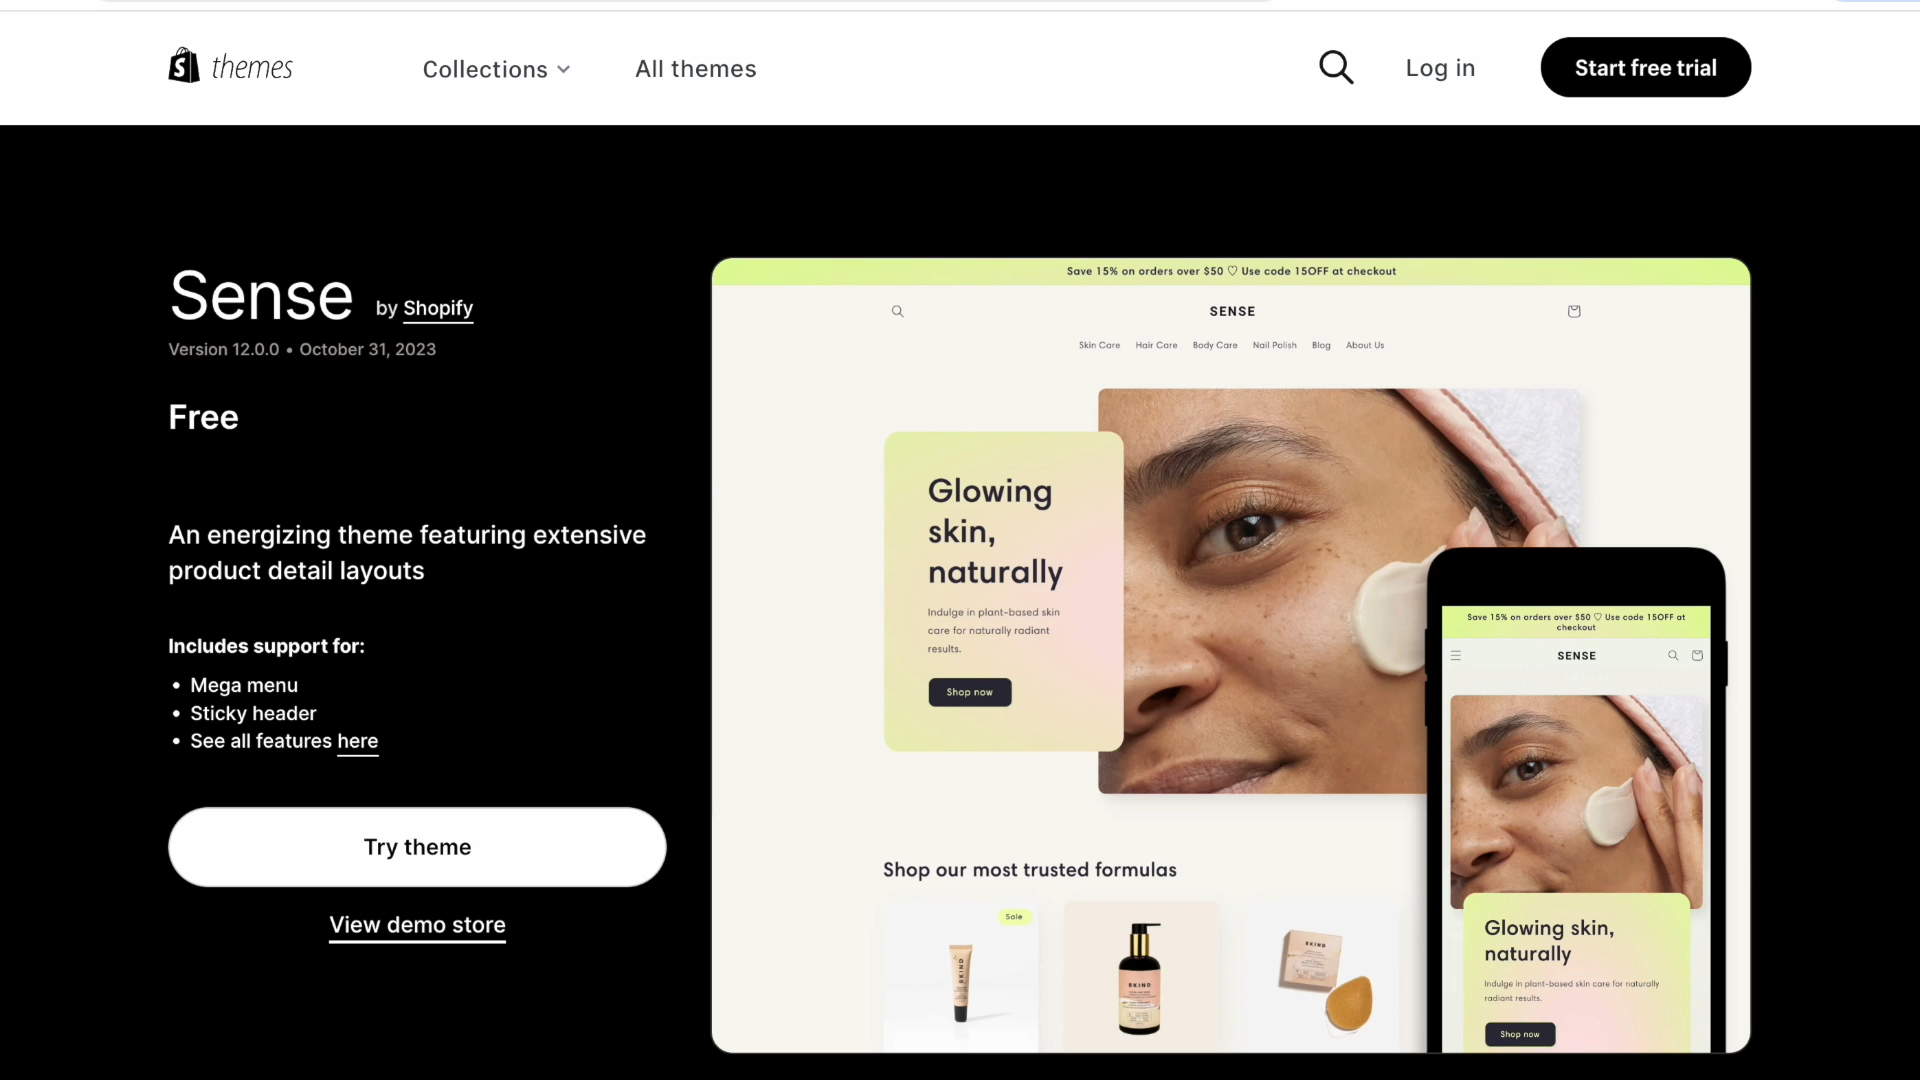 themes
Collections
All themes
Log in
Start free trial
Sense by Shopify
Version 12.0.0 • October 31, 2023
Free
An energizing theme featuring extensive
product detail layouts
Includes support for:
• Mega menu
• Sticky header
• See all features here
Try theme
View demo store
Save 15% on orders over $50 ♡ Use code 15OFF at checkout
SENSE
Skin Care Hair Care Body Care Nail Polish Blog About Us
Glowing
skin,
naturally
Indulge in plant-based skin
care for naturally radiant
results.
Shop now
Shop our most trusted formulas
Sale
BKIND
BKIND
BKIND
Save 15% on orders over $50 ♡ Use code 15OFF at
checkout
SENSE
Glowing skin,
naturally
Indulge in plant-based skin care for naturally
radiant results.
Shop now